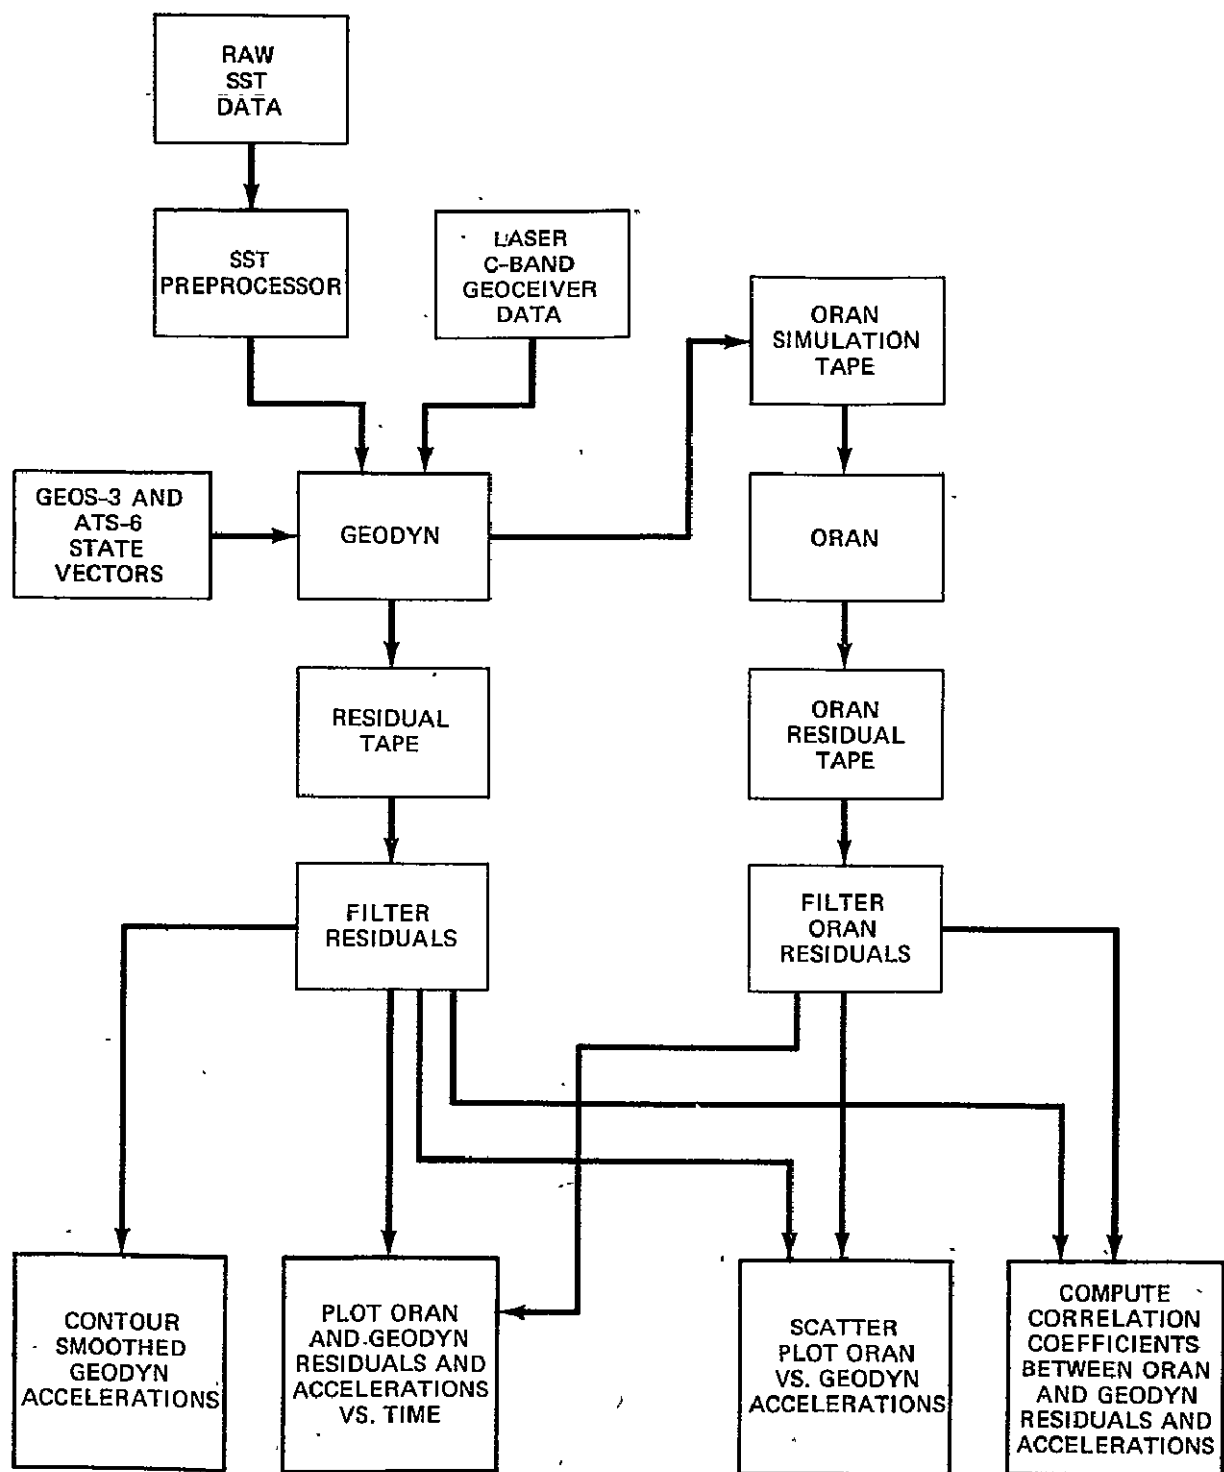 RAW
SST
DATA
SST
PREPROCESSOR
LASER
C-BAND
GEOCEIVER
DATA
ORAN
SIMULATION
TAPE
GEOS-3 AND
ATS-6
STATE
VECTORS
GEODYN
ORAN
RESIDUAL
TAPE
ORAN
RESIDUAL
TAPE
FILTER
RESIDUALS
FILTER
ORAN
RESIDUALS
CONTOUR
SMOOTHED
GEODYN
ACCELERATIONS
PLOT ORAN
AND GEODYN
RESIDUALS AND
ACCELERATIONS
VS. TIME
SCATTER
PLOT ORAN
VS. GEODYN
ACCELERATIONS
COMPUTE
CORRELATION
COEFFICIENTS
BETWEEN ORAN
AND GEODYN
RESIDUALS AND
ACCELERATIONS